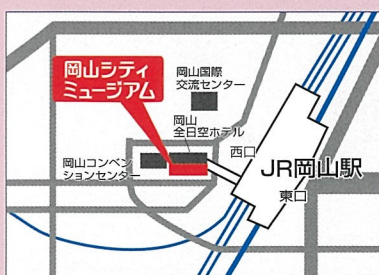 岡山シティ
ミュージアム
岡山国際
交流センター
岡山
全日空ホテル
岡山コンベン
ションセンター
西口
JR岡山駅
東口